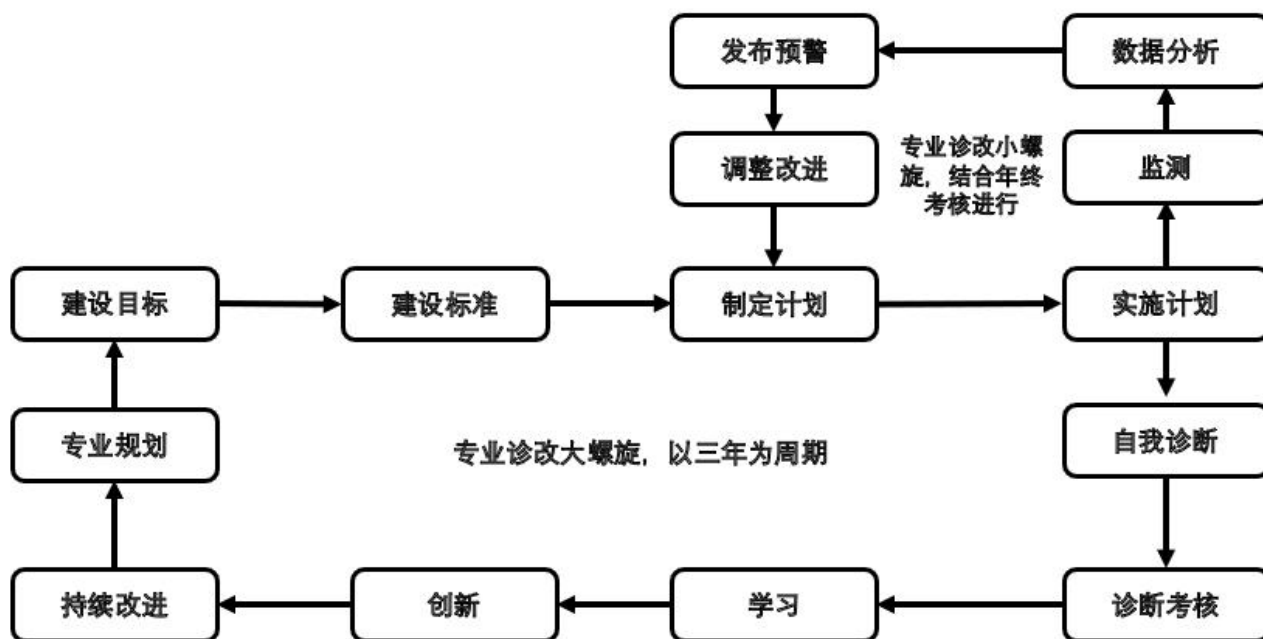 发布预警
数据分析
调整改进
专业诊改小螺
旋，结合年终
考核进行
监测
建设目标
建设标准
制定计划
实施计划
专业规划
专业诊改大螺旋，以三年为周期
自我诊断
持续改进
创新
学习
诊断考核